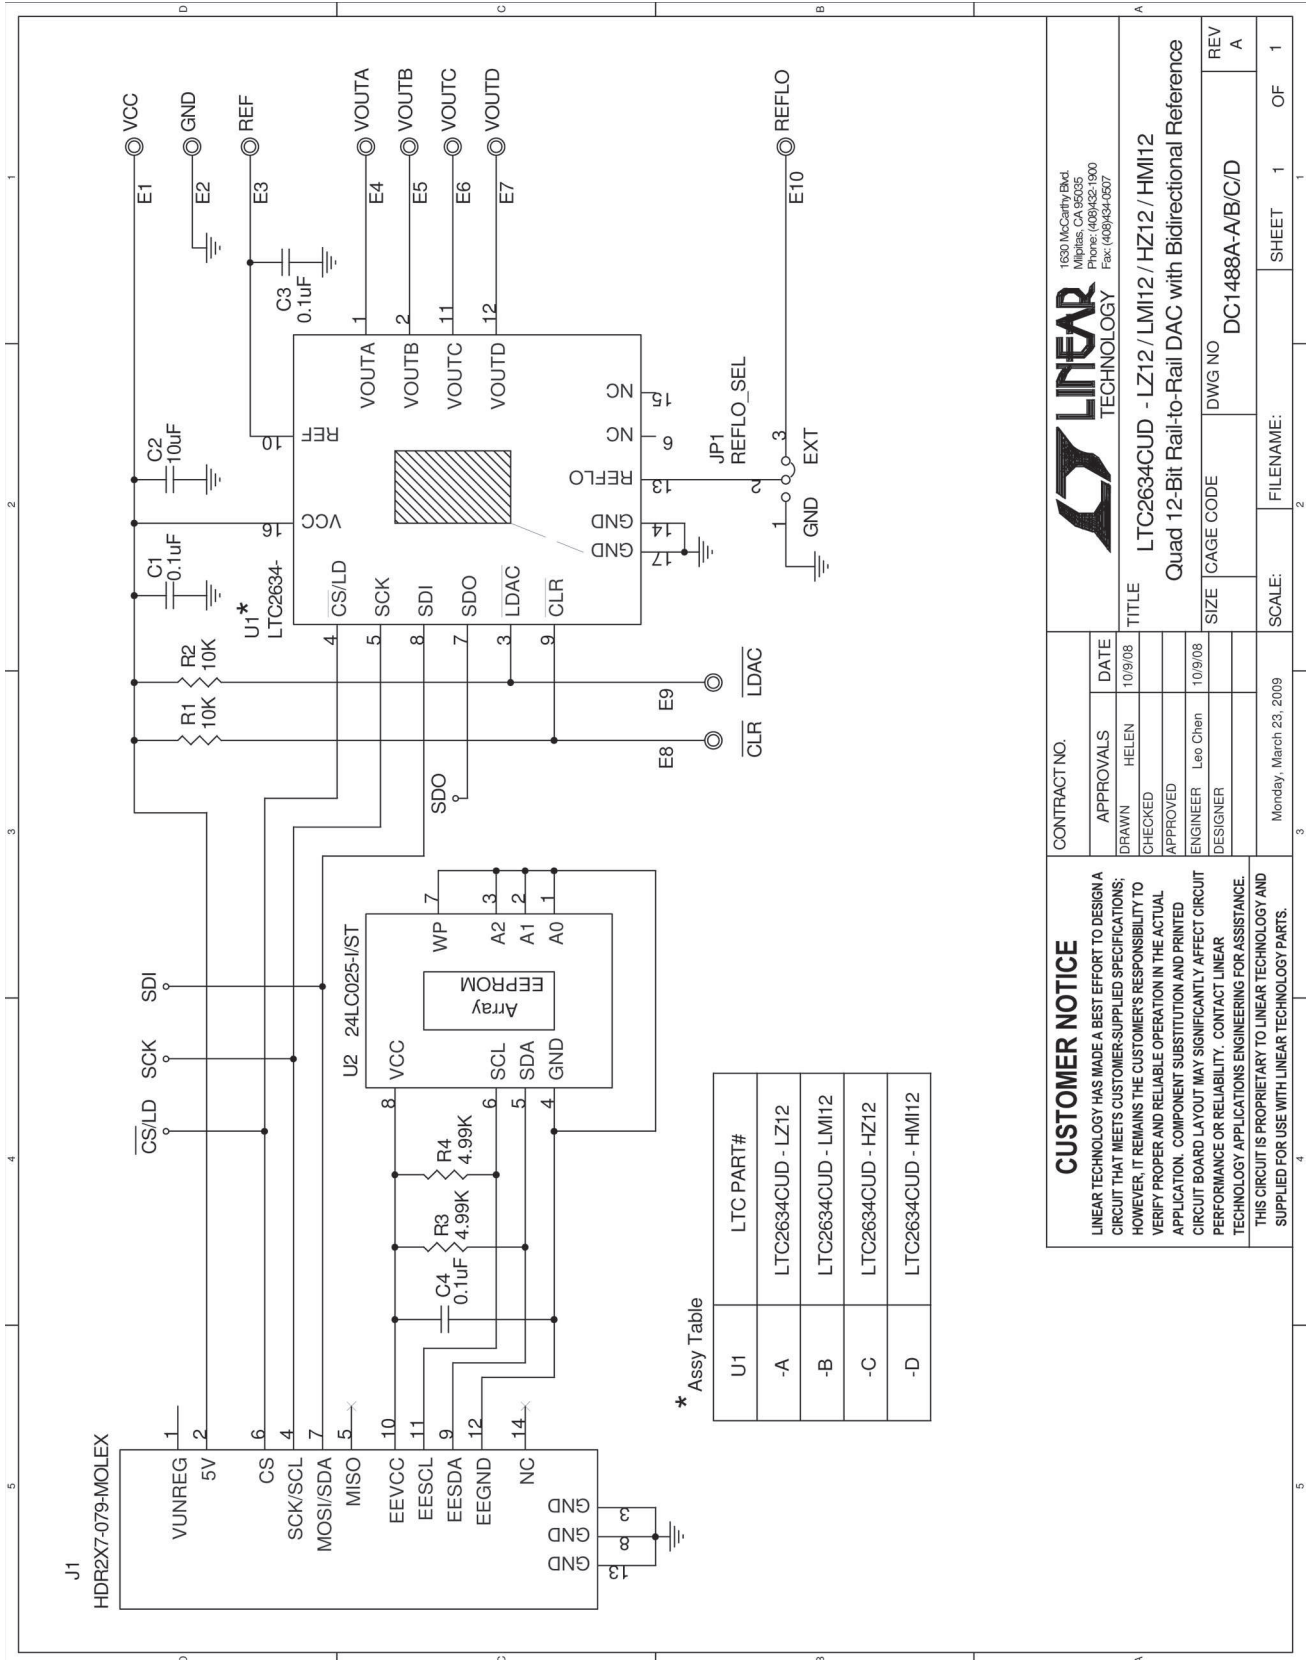 J1
HDR2X7-079-MOLEX
VUNREG 1
5V 2
CS 6
SCK/SCL 4
MOSI/SDA 7
MISO 5
EEVCC 10
EESCL 11
EESDA 9
EEGND 12
NC 14
GND 3
GND 8
GND 13
CS/LD
SCK
SDI
C4
0.1uF
R3
4.99K
R4
4.99K
U2
24LC025-I/ST
8 VCC
6 SCL
5 SDA
4 GND
Array
EEPROM
WP 7
A2 3
A1 2
A0 1
SDO
R1
10K
R2
10K
C1
0.1uF
C2
10uF
C3
0.1uF
E8
CLR
E9
LDAC
U1*
LTC2634-
4 CS/LD
5 SCK
8 SDI
7 SDO
3 LDAC
9 CLR
16 VCC
10 REF
VOUTA 1
VOUTB 2
VOUTC 11
VOUTD 12
GND 17
GND 14
REFLO 13
NC 6
NC 15
E1 VCC
E2 GND
E3 REF
E4 VOUTA
E5 VOUTB
E6 VOUTC
E7 VOUTD
E10 REFLO
JP1
REFLO_SEL
1 2 3
GND EXT
* Assy Table
U1 LTC PART#
-A LTC2634CUD - LZ12
-B LTC2634CUD - LMI12
-C LTC2634CUD - HZ12
-D LTC2634CUD - HMI12
CUSTOMER NOTICE
LINEAR TECHNOLOGY HAS MADE A BEST EFFORT TO DESIGN A
CIRCUIT THAT MEETS CUSTOMER-SUPPLIED SPECIFICATIONS;
HOWEVER, IT REMAINS THE CUSTOMER'S RESPONSIBILITY TO
VERIFY PROPER AND RELIABLE OPERATION IN THE ACTUAL
APPLICATION. COMPONENT SUBSTITUTION AND PRINTED
CIRCUIT BOARD LAYOUT MAY SIGNIFICANTLY AFFECT CIRCUIT
PERFORMANCE OR RELIABILITY. CONTACT LINEAR
TECHNOLOGY APPLICATIONS ENGINEERING FOR ASSISTANCE.
THIS CIRCUIT IS PROPRIETARY TO LINEAR TECHNOLOGY AND
SUPPLIED FOR USE WITH LINEAR TECHNOLOGY PARTS.
CONTRACT NO.
APPROVALS DATE
DRAWN HELEN 10/9/08
CHECKED
APPROVED
ENGINEER Leo Chen 10/9/08
DESIGNER
Monday, March 23, 2009
LINEAR
TECHNOLOGY
1630 McCarthy Blvd.
Milpitas, CA 95035
Phone: (408)432-1900
Fax: (408)434-0507
TITLE
LTC2634CUD - LZ12 / LMI12 / HZ12 / HMI12
Quad 12-Bit Rail-to-Rail DAC with Bidirectional Reference
SIZE
CAGE CODE
DWG NO
DC1488A-A/B/C/D
REV
A
SCALE:
FILENAME:
SHEET 1 OF 1
5 4 3 2 1
5 4 3 2 1
D C B A
D C B A